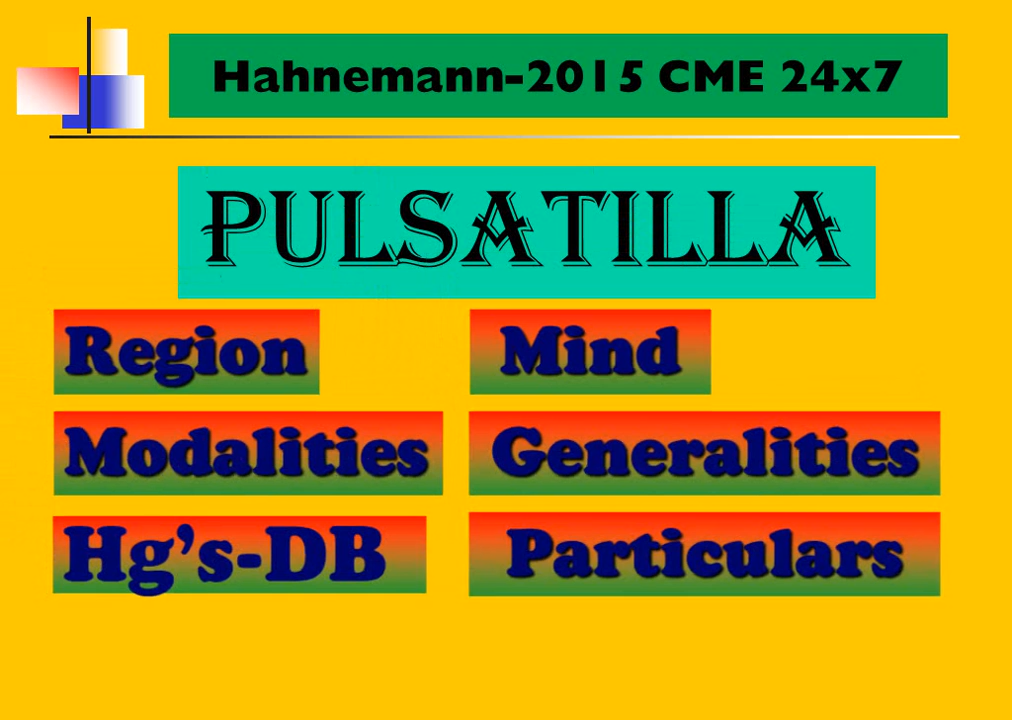 Hahnemann-2015 CME 24x7
PULSATILLA
Region
Mind
Modalities
Generalities
Hg's-DB
Particulars